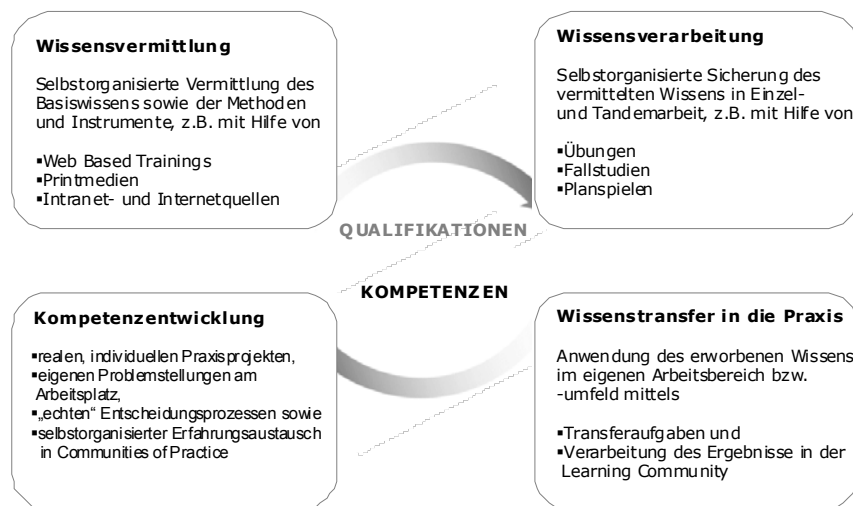 Wissensvermittlung
Selbstorganisierte Vermittlung des
Basiswissens sowie der Methoden
und Instrumente, z.B. mit Hilfe von
▪Web Based Trainings
▪Printmedien
▪Intranet- und Internetquellen
Wissensverarbeitung
Selbstorganisierte Sicherung des
vermittelten Wissens in Einzel-
und Tandemarbeit, z.B. mit Hilfe von
▪Übungen
▪Fallstudien
▪Planspielen
QUALIFIKATIONEN
KOMPETENZEN
Kompetenzentwicklung
▪realen, individuellen Praxisprojekten,
▪eigenen Problemstellungen am
Arbeitsplatz,
▪„echten“ Entscheidungsprozessen sowie
▪selbstorganisierter Erfahrungsaustausch
in Communities of Practice
Wissenstransfer in die Praxis
Anwendung des erworbenen Wissens
im eigenen Arbeitsbereich bzw.
-umfeld mittels
▪Transferaufgaben und
▪Verarbeitung des Ergebnisse in der
Learning Community